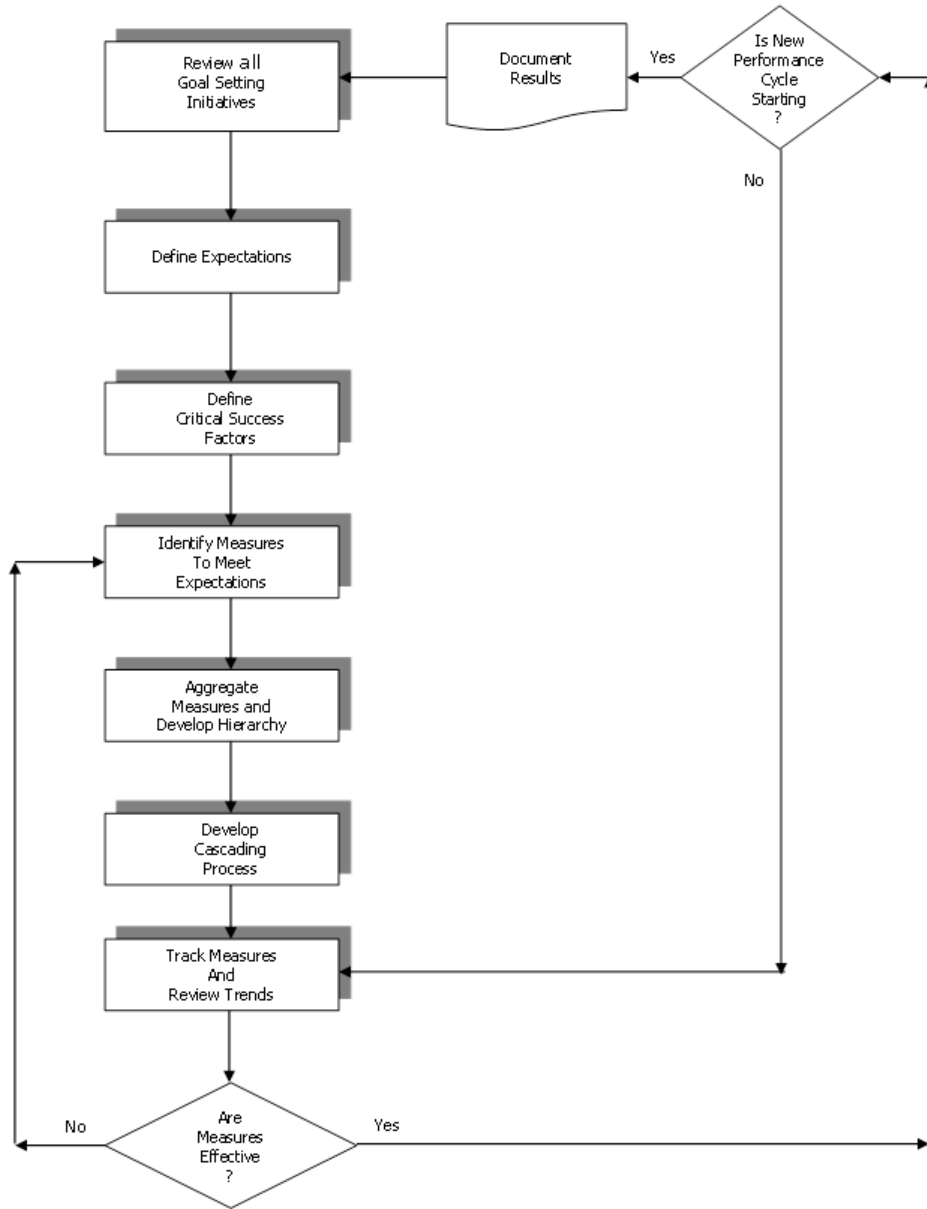 Review all
Goal Setting
Initiatives
Document
Results
Yes
Is New
Performance
Cycle
Starting
?
No
Define Expectations
Define
Critical Success
Factors
Identify Measures
To Meet
Expectations
Aggregate
Measures and
Develop Hierarchy
Develop
Cascading
Process
Track Measures
And
Review Trends
No
Are
Measures
Effective
?
Yes